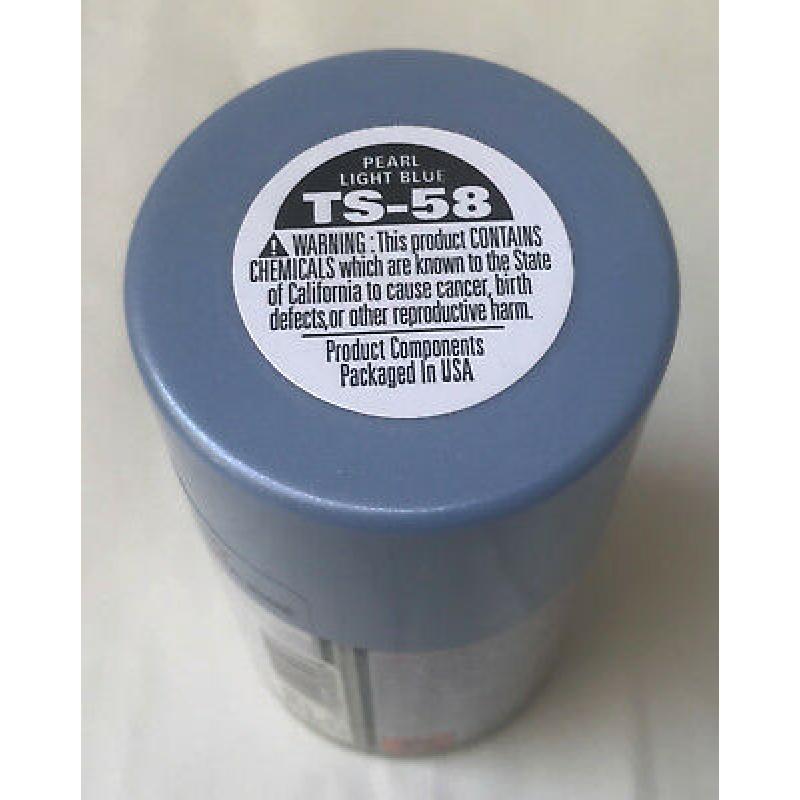 PEARL
LIGHT BLUE
TS-58
WARNING : This product CONTAINS
CHEMICALS which are known to the State
of California to cause cancer, birth
defects,or other reproductive harm.
Product Components
Packaged In USA